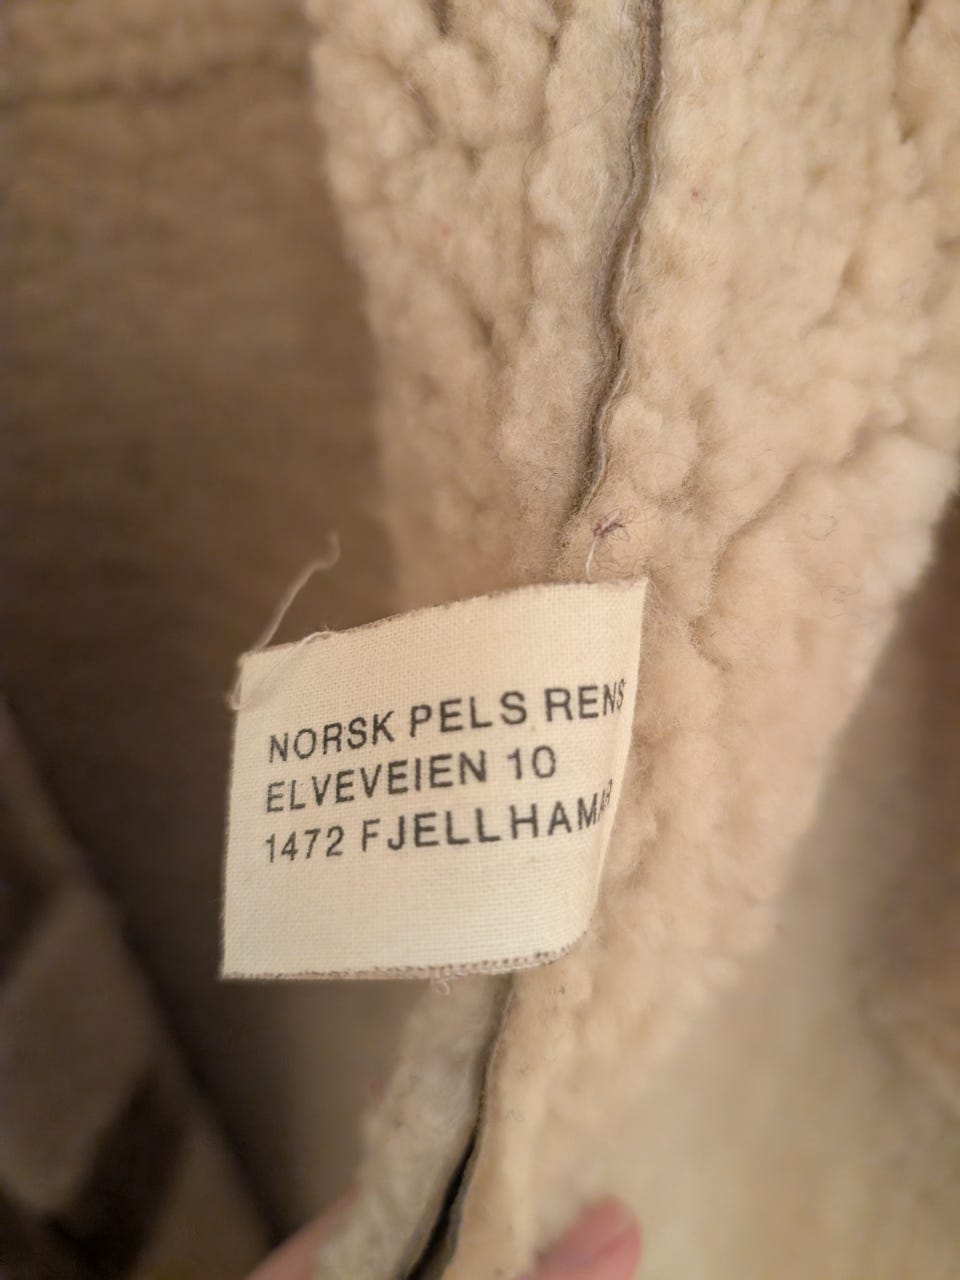 NORSK PELS RENS
ELVEVEIEN 10
1472 FJELLHAMAR